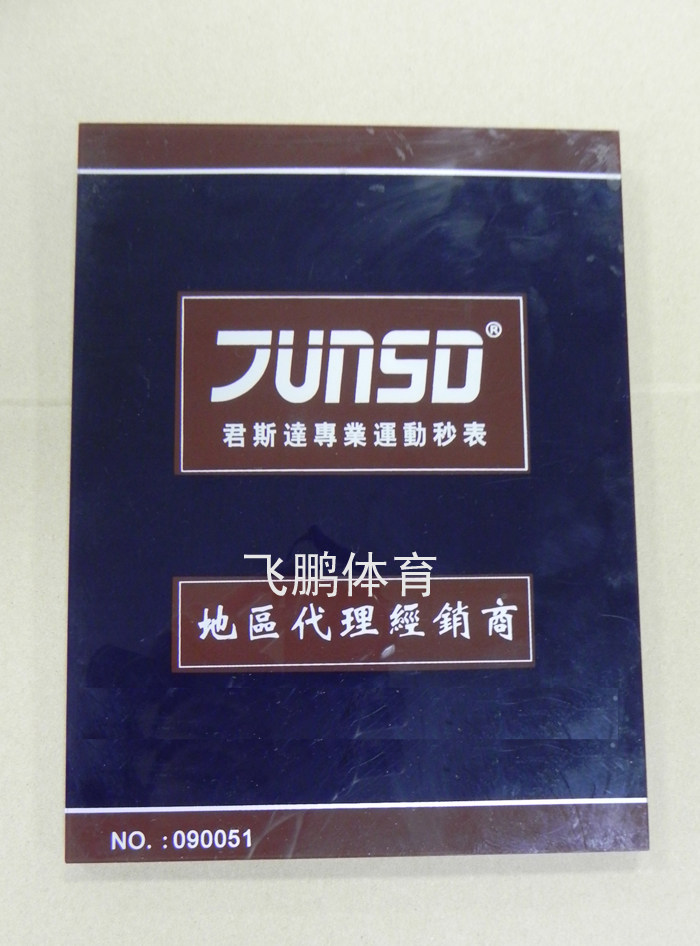 JUNSD®
君斯達專業運動秒表
飞鹏体育
地區代理經銷商
NO. :090051